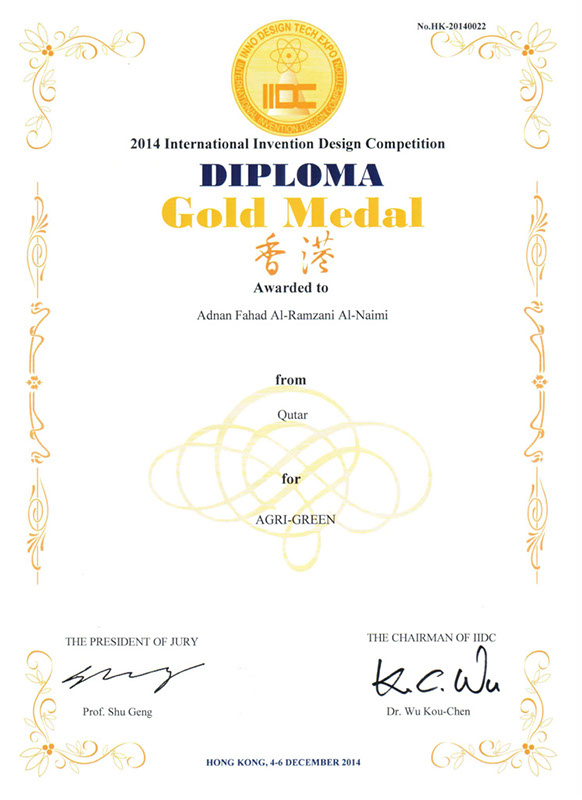 No.HK-20140022
INNO DESIGN TECH EXPO
IIDC
INTERNATIONAL INVENTION DESIGN COMPETITION
2014 International Invention Design Competition
DIPLOMA
Gold Medal
香港
Awarded to
Adnan Fahad Al-Ramzani Al-Naimi
from
Qutar
for
AGRI-GREEN
THE PRESIDENT OF JURY
THE CHAIRMAN OF IIDC
K.C. Wu
Prof. Shu Geng
Dr. Wu Kou-Chen
HONG KONG, 4-6 DECEMBER 2014